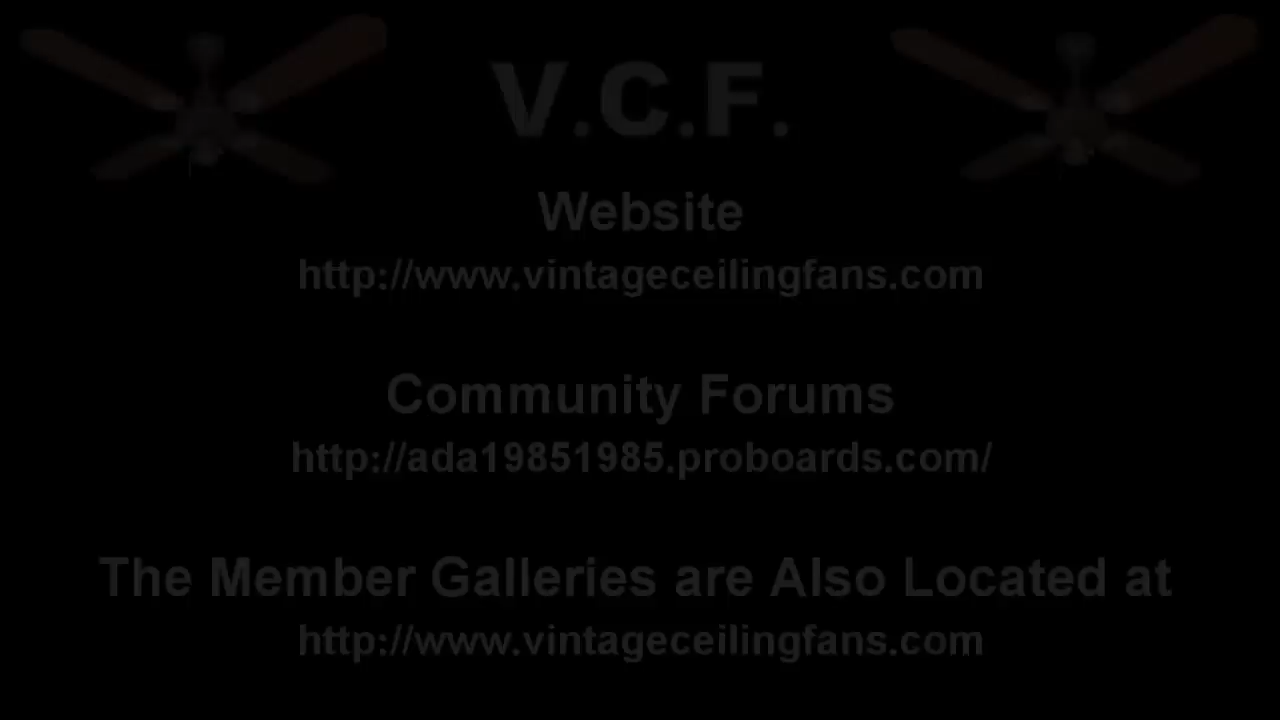 V.C.F.
Website
http://www.vintageceilingfans.com
Community Forums
http://ada19851985.proboards.com/
The Member Galleries are Also Located at
http://www.vintageceilingfans.com